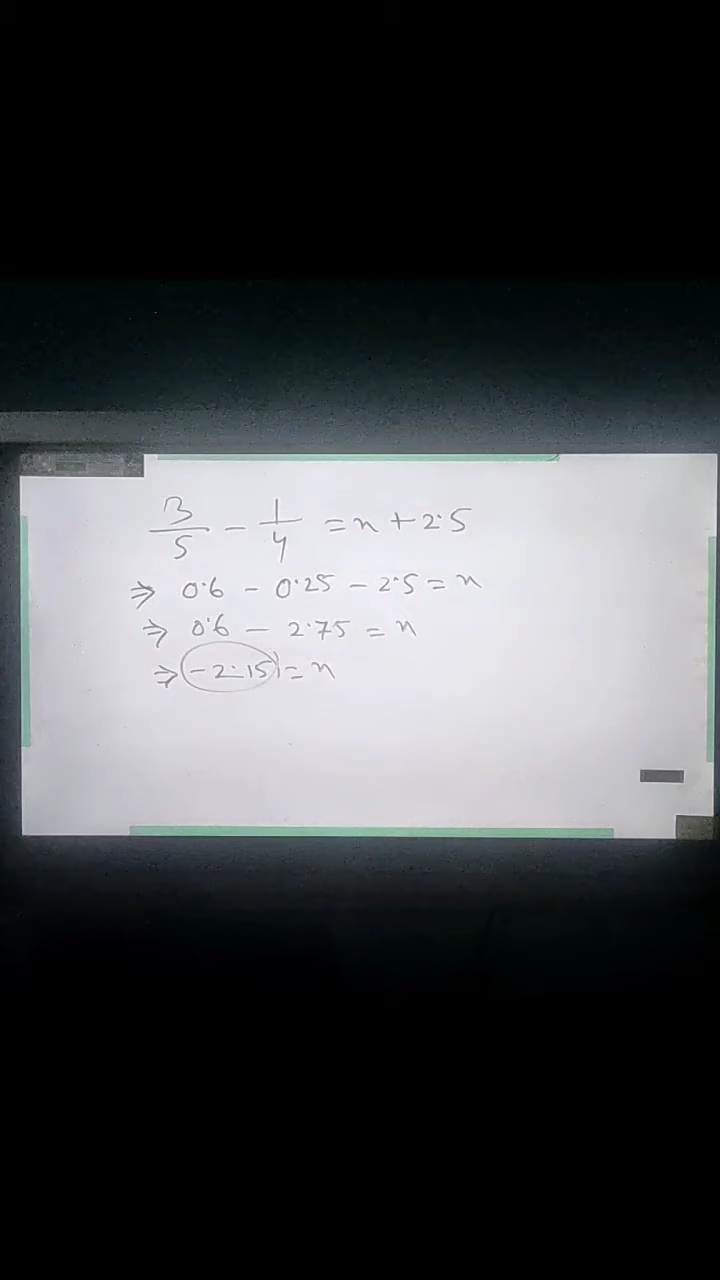 3/5 - 1/4 = x + 2.5
⇒ 0.6 - 0.25 - 2.5 = x
⇒ 0.6 - 2.75 = x
⇒ -2.15 = x